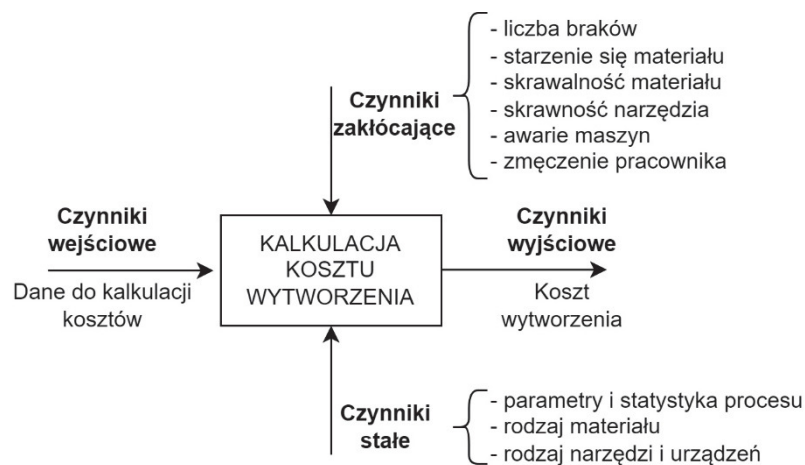 - liczba braków
- starzenie się materiału
- skrawalność materiału
- skrawność narzędzia
- awarie maszyn
- zmęczenie pracownika
Czynniki
zakłócające
Czynniki
wejściowe
Dane do kalkulacji
kosztów
KALKULACJA
KOSZTU
WYTWORZENIA
Czynniki
wyjściowe
Koszt
wytworzenia
Czynniki
stałe
- parametry i statystyka procesu
- rodzaj materiału
- rodzaj narzędzi i urządzeń